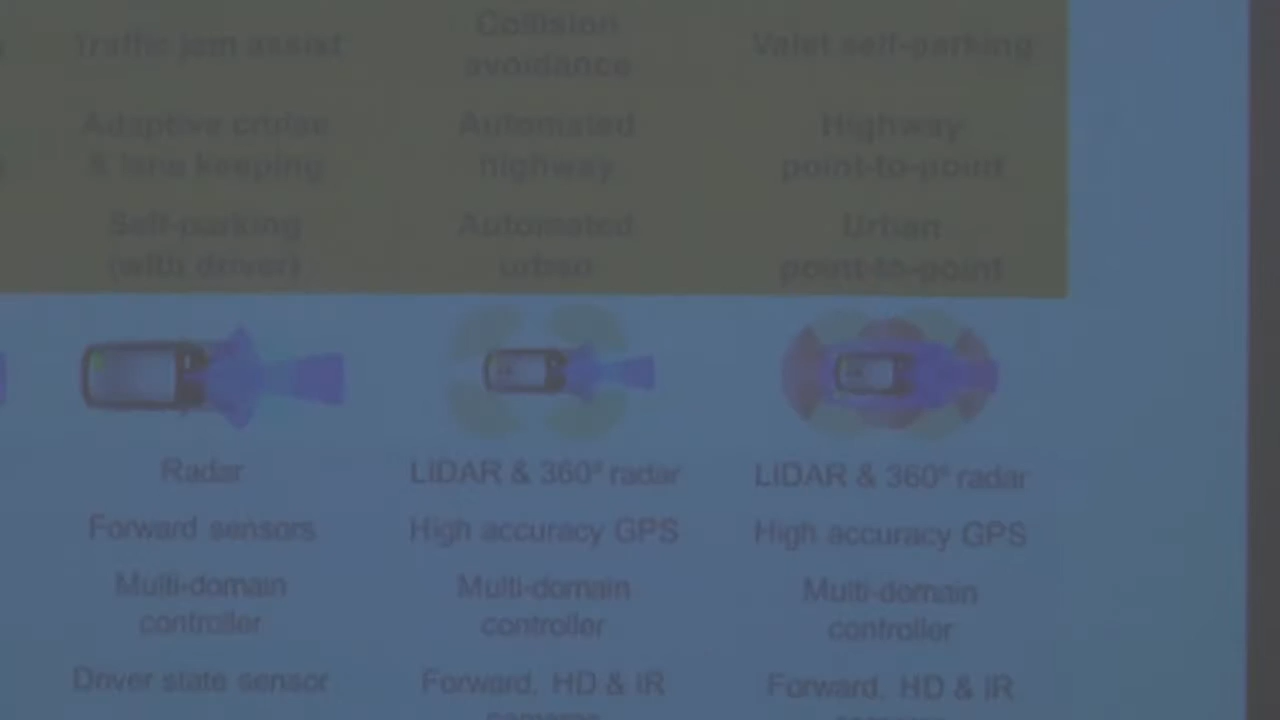 Traffic jam assist
Adaptive cruise
& lane keeping
Self-parking
(with driver)
Radar
Forward sensors
Multi-domain
controller
Driver state sensor
Collision
avoidance
Automated
highway
Automated
urban
LIDAR & 360° radar
High accuracy GPS
Multi-domain
controller
Forward, HD & IR
cameras
Valet self-parking
Highway
point-to-point
Urban
point-to-point
LIDAR & 360° radar
High accuracy GPS
Multi-domain
controller
Forward, HD & IR